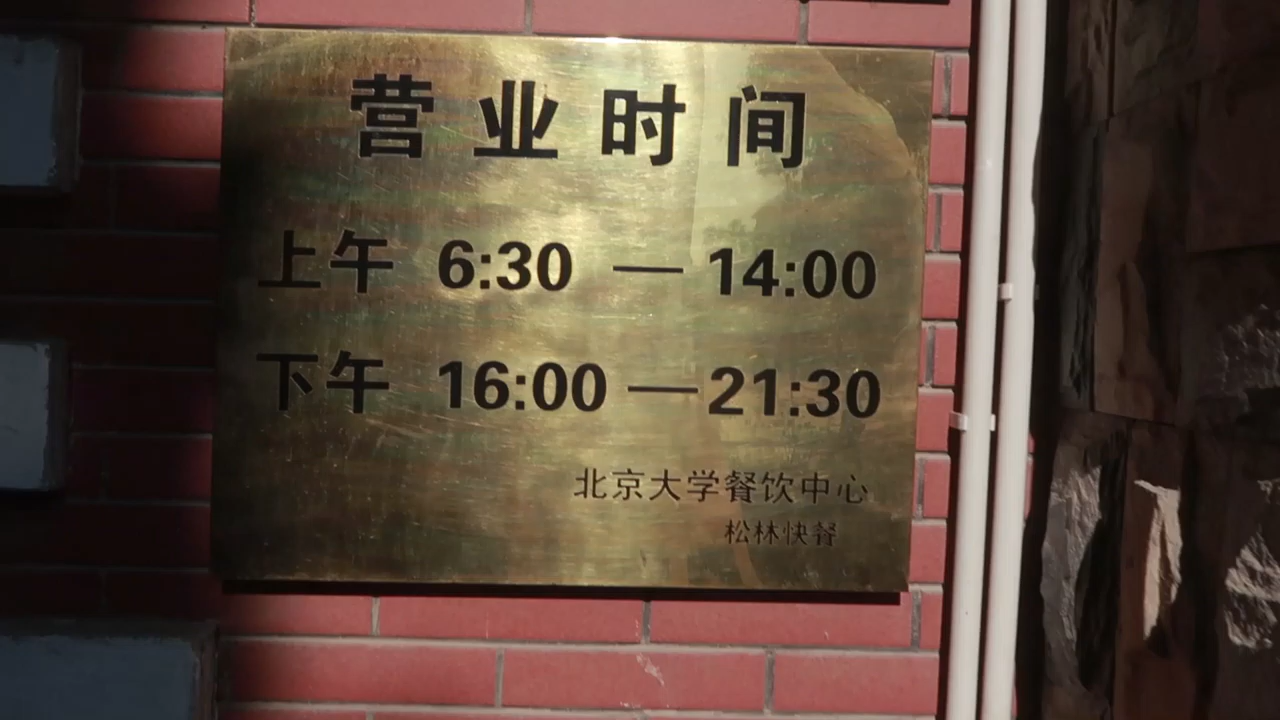 营业时间
上午 6:30 — 14:00
下午 16:00 — 21:30
北京大学餐饮中心
松林快餐